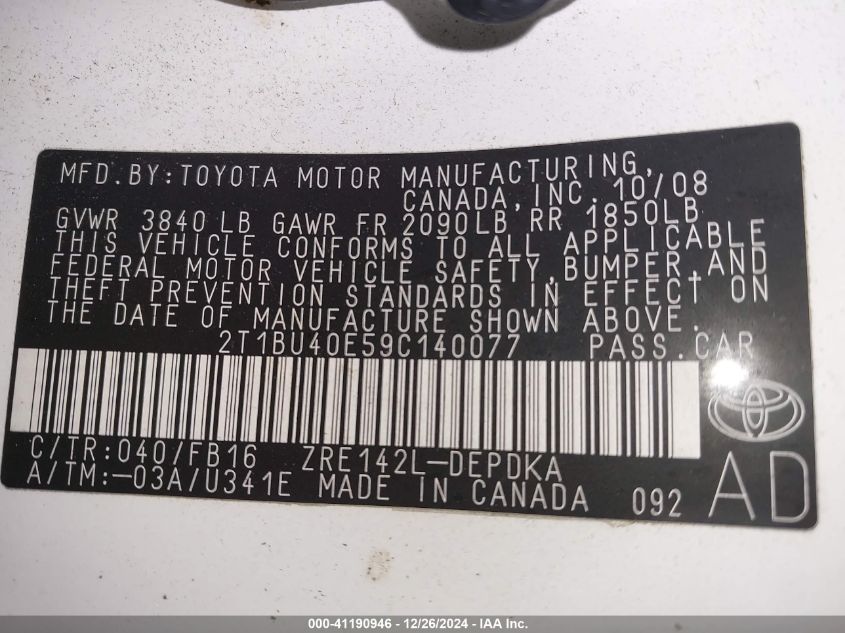 MFD.BY:TOYOTA MOTOR MANUFACTURING,
CANADA,INC. 10/08
GVWR 3840 LB GAWR FR 2090LB RR 1850LB
THIS VEHICLE CONFORMS TO ALL APPLICABLE
FEDERAL MOTOR VEHICLE SAFETY,BUMPER,AND
THEFT PREVENTION STANDARDS IN EFFECT ON
THE DATE OF MANUFACTURE SHOWN ABOVE.
2T1BU40E59C140077 PASS.CAR
C/TR:040/FB16 ZRE142L-DEPDKA
A/TM:-03A/U341E MADE IN CANADA 092 AD
000-41190946 - 12/26/2024 - IAA Inc.